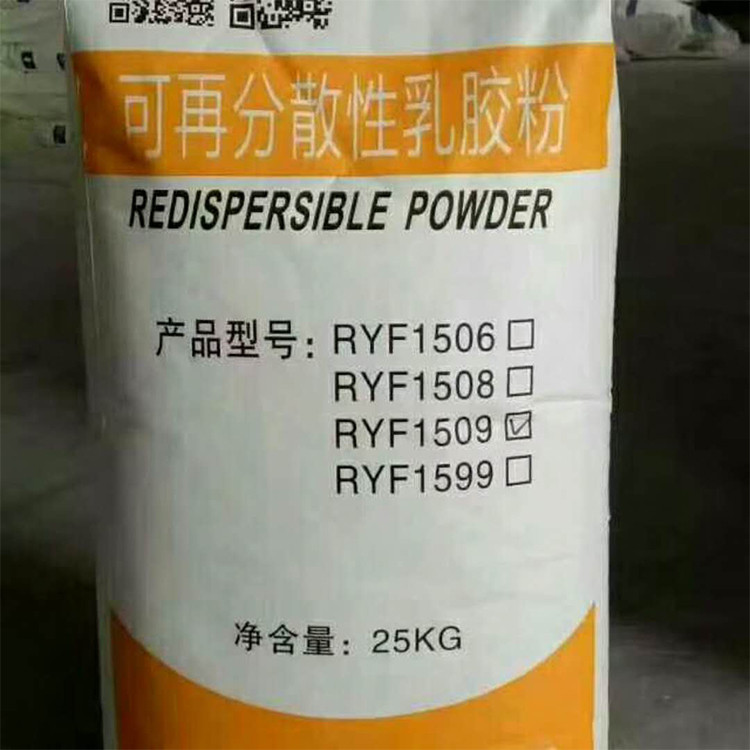 可再分散性乳胶粉
REDISPERSIBLE POWDER
产品型号：RYF1506□
RYF1508□
RYF1509☑
RYF1599□
净含量：25KG